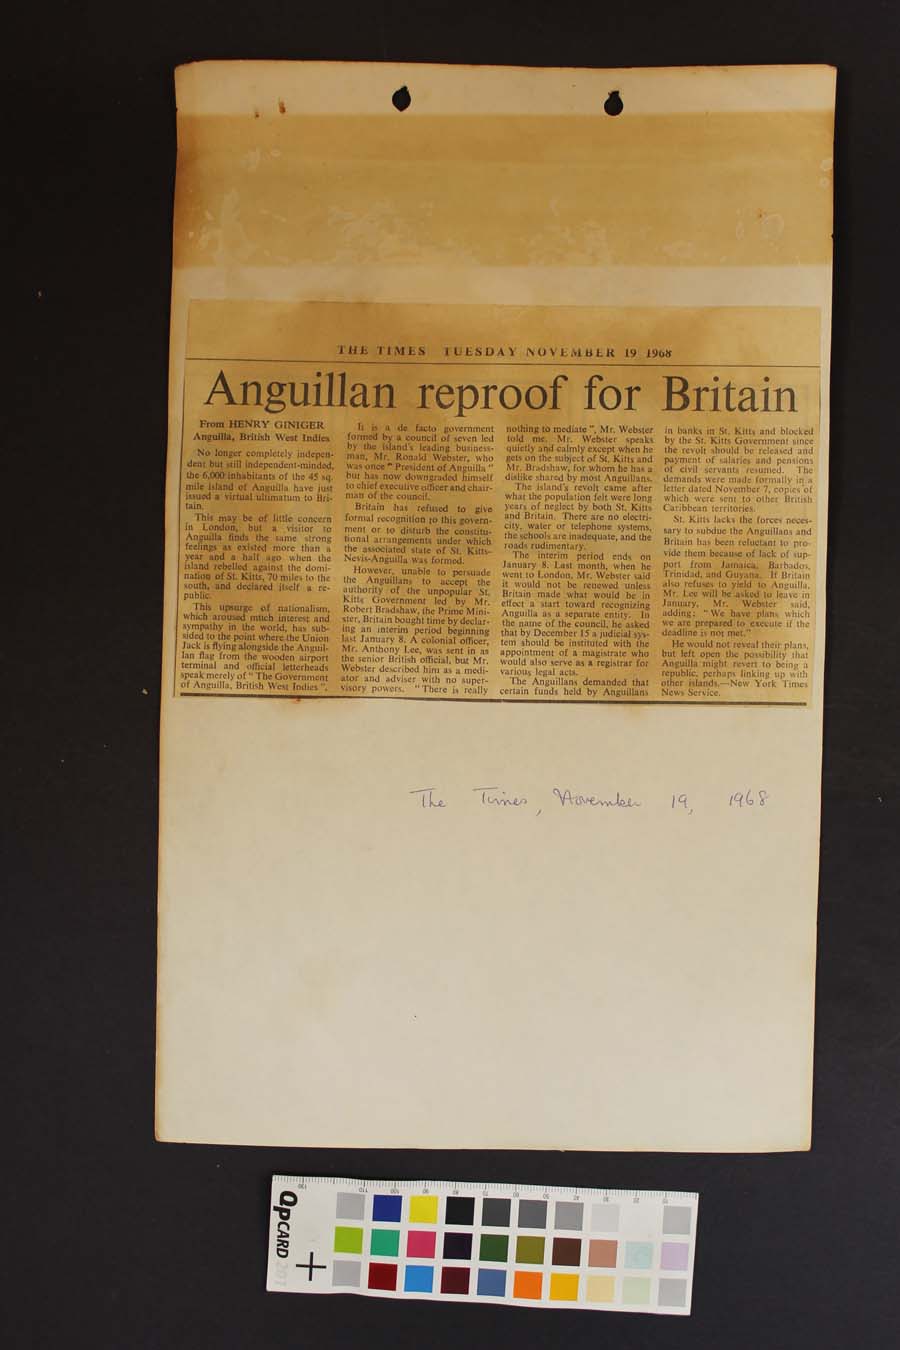 THE TIMES TUESDAY NOVEMBER 19 1968
Anguillan reproof for Britain
From HENRY GINIGER
Anguilla, British West Indies
No longer completely indepen-
dent but still independent-minded,
the 6,000 inhabitants of the 45 sq.
mile island of Anguilla have just
issued a virtual ultimatum to Bri-
tain.
This may be of little concern
in London, but a visitor to
Anguilla finds the same strong
feelings as existed more than a
year and a half ago when the
island rebelled against the domi-
nation of St. Kitts, 70 miles to the
south, and declared itself a re-
public.
This upsurge of nationalism,
which aroused much interest and
sympathy in the world, has sub-
sided to the point where the Union
Jack is flying alongside the Anguil-
lan flag from the wooden airport
terminal and official letterheads
speak merely of " The Government
of Anguilla, British West Indies ".
It is a de facto government
formed by a council of seven led
by the island's leading business-
man, Mr. Ronald Webster, who
was once " President of Anguilla "
but has now downgraded himself
to chief executive officer and chair-
man of the council.
Britain has refused to give
formal recognition to this govern-
ment or to disturb the constitu-
tional arrangements under which
the associated state of St. Kitts-
Nevis-Anguilla was formed.
However, unable to persuade
the Anguillans to accept the
authority of the unpopular St.
Kitts Government led by Mr.
Robert Bradshaw, the Prime Mini-
ster, Britain bought time by declar-
ing an interim period beginning
last January 8. A colonial officer,
Mr. Anthony Lee, was sent in as
the senior British official, but Mr.
Webster described him as a medi-
ator and adviser with no super-
visory powers. "There is really
nothing to mediate ", Mr. Webster
told me. Mr. Webster speaks
quietly and calmly except when he
gets on the subject of St. Kitts and
Mr. Bradshaw, for whom he has a
dislike shared by most Anguillans.
The island's revolt came after
what the population felt were long
years of neglect by both St. Kitts
and Britain. There are no electri-
city, water or telephone systems,
the schools are inadequate, and the
roads rudimentary.
The interim period ends on
January 8. Last month, when he
went to London, Mr. Webster said
it would not be renewed unless
Britain made what would be in
effect a start toward recognizing
Anguilla as a separate entity. In
the name of the council, he asked
that by December 15 a judicial sys-
tem should be instituted with the
appointment of a magistrate who
would also serve as a registrar for
various legal acts.
The Anguillans demanded that
certain funds held by Anguillans
in banks in St. Kitts and blocked
by the St. Kitts Government since
the revolt should be released and
payment of salaries and pensions
of civil servants resumed. The
demands were made formally in a
letter dated November 7, copies of
which were sent to other British
Caribbean territories.
St. Kitts lacks the forces neces-
sary to subdue the Anguillans and
Britain has been reluctant to pro-
vide them because of lack of sup-
port from Jamaica, Barbados,
Trinidad, and Guyana. If Britain
also refuses to yield to Anguilla,
Mr. Lee will be asked to leave in
January, Mr. Webster said,
adding: "We have plans which
we are prepared to execute if the
deadline is not met."
He would not reveal their plans,
but left open the possibility that
Anguilla might revert to being a
republic, perhaps linking up with
other islands.—New York Times
News Service.
The Times, November 19, 1968
QPCARD 201